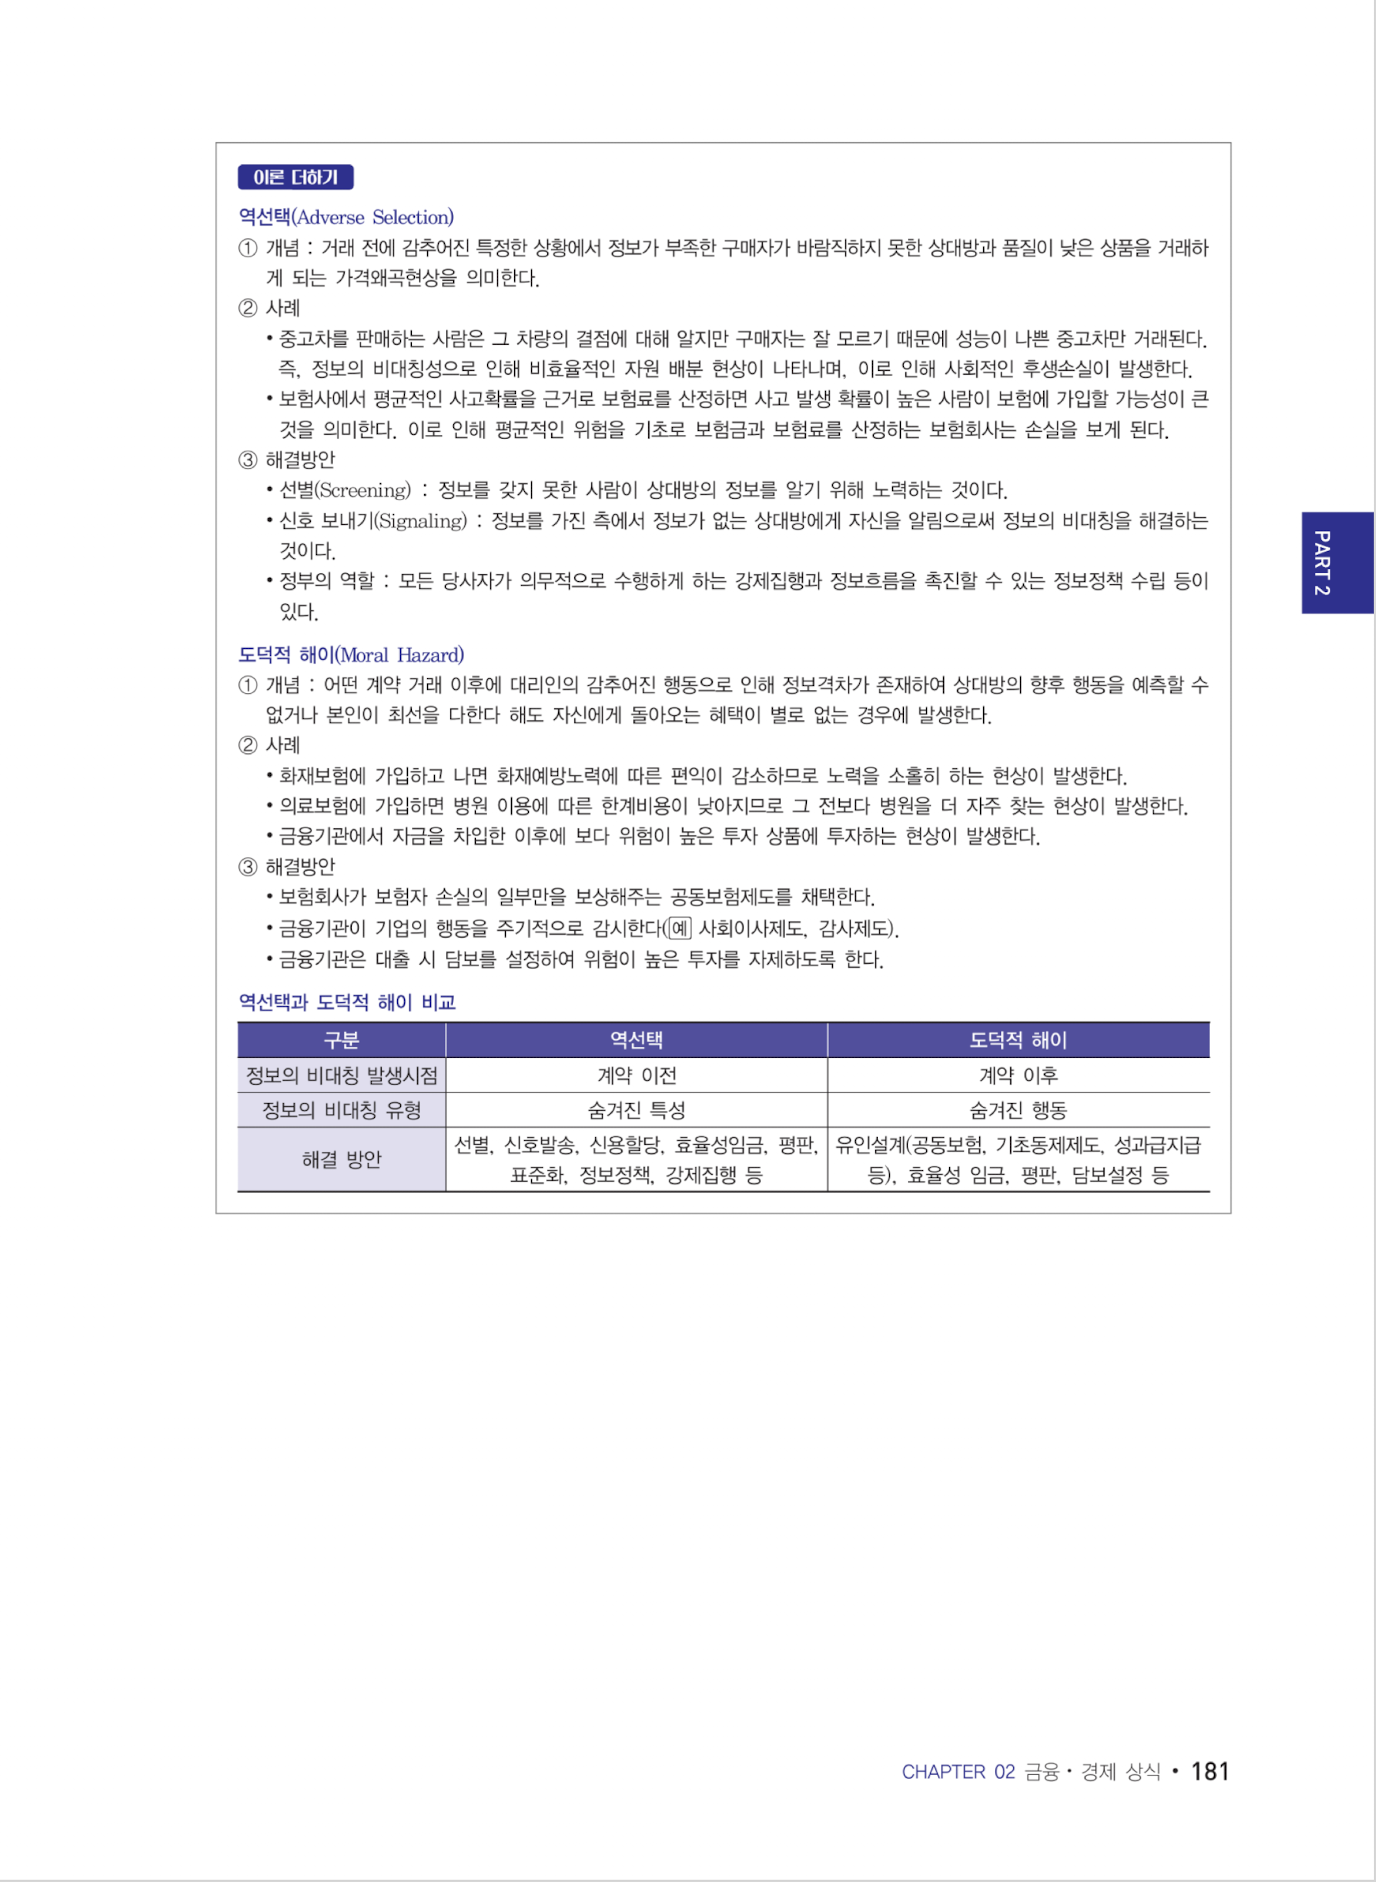 이론 더하기
역선택(Adverse Selection)
① 개념 : 거래 전에 감추어진 특정한 상황에서 정보가 부족한 구매자가 바람직하지 못한 상대방과 품질이 낮은 상품을 거래하
게 되는 가격왜곡현상을 의미한다.
② 사례
• 중고차를 판매하는 사람은 그 차량의 결점에 대해 알지만 구매자는 잘 모르기 때문에 성능이 나쁜 중고차만 거래된다.
즉, 정보의 비대칭성으로 인해 비효율적인 자원 배분 현상이 나타나며, 이로 인해 사회적인 후생손실이 발생한다.
• 보험사에서 평균적인 사고확률을 근거로 보험료를 산정하면 사고 발생 확률이 높은 사람이 보험에 가입할 가능성이 큰
것을 의미한다. 이로 인해 평균적인 위험을 기초로 보험금과 보험료를 산정하는 보험회사는 손실을 보게 된다.
③ 해결방안
• 선별(Screening) : 정보를 갖지 못한 사람이 상대방의 정보를 알기 위해 노력하는 것이다.
• 신호 보내기(Signaling) : 정보를 가진 측에서 정보가 없는 상대방에게 자신을 알림으로써 정보의 비대칭을 해결하는
것이다.
• 정부의 역할 : 모든 당사자가 의무적으로 수행하게 하는 강제집행과 정보흐름을 촉진할 수 있는 정보정책 수립 등이
있다.
PART 2
도덕적 해이(Moral Hazard)
① 개념 : 어떤 계약 거래 이후에 대리인의 감추어진 행동으로 인해 정보격차가 존재하여 상대방의 향후 행동을 예측할 수
없거나 본인이 최선을 다한다 해도 자신에게 돌아오는 혜택이 별로 없는 경우에 발생한다.
② 사례
• 화재보험에 가입하고 나면 화재예방노력에 따른 편익이 감소하므로 노력을 소홀히 하는 현상이 발생한다.
• 의료보험에 가입하면 병원 이용에 따른 한계비용이 낮아지므로 그 전보다 병원을 더 자주 찾는 현상이 발생한다.
• 금융기관에서 자금을 차입한 이후에 보다 위험이 높은 투자 상품에 투자하는 현상이 발생한다.
③ 해결방안
• 보험회사가 보험자 손실의 일부만을 보상해주는 공동보험제도를 채택한다.
• 금융기관이 기업의 행동을 주기적으로 감시한다(예 사회이사제도, 감사제도).
• 금융기관은 대출 시 담보를 설정하여 위험이 높은 투자를 자제하도록 한다.
역선택과 도덕적 해이 비교
구분 역선택 도덕적 해이
정보의 비대칭 발생시점 계약 이전 계약 이후
정보의 비대칭 유형 숨겨진 특성 숨겨진 행동
해결 방안 선별, 신호발송, 신용할당, 효율성임금, 평판, 유인설계(공동보험, 기초동제제도, 성과급지급
표준화, 정보정책, 강제집행 등 등), 효율성 임금, 평판, 담보설정 등
CHAPTER 02 금융 • 경제 상식 • 181